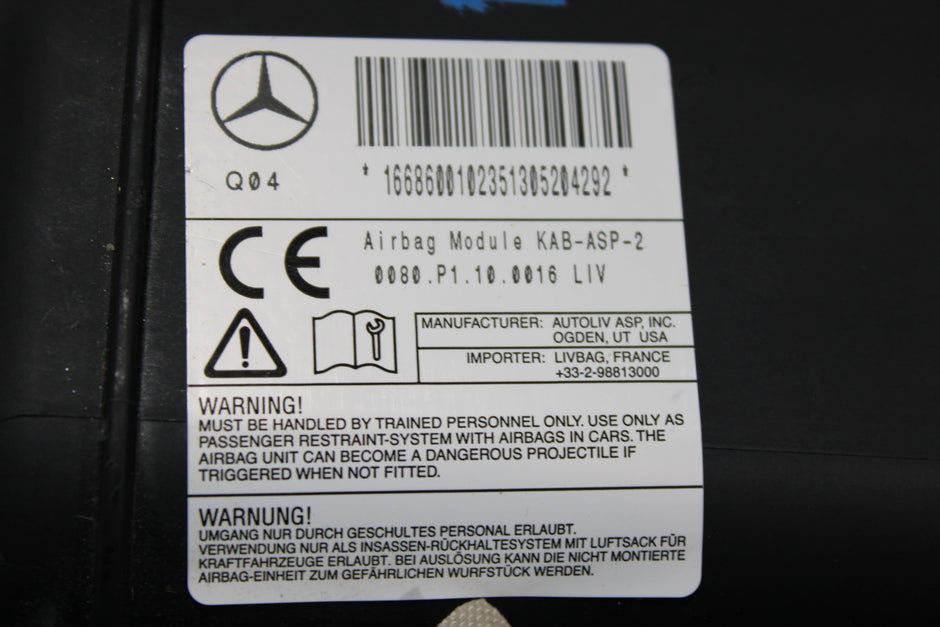 * 16686001023513052042​92 *
Q04
CE
Airbag Module KAB-ASP-2
0080.P1.10.0016 LIV
MANUFACTURER: AUTOLIV ASP, INC.
OGDEN, UT USA
IMPORTER: LIVBAG, FRANCE
+33-2-98813000
WARNING!
MUST BE HANDLED BY TRAINED PERSONNEL ONLY. USE ONLY AS
PASSENGER RESTRAINT-SYSTEM WITH AIRBAGS IN CARS. THE
AIRBAG UNIT CAN BECOME A DANGEROUS PROJECTILE IF
TRIGGERED WHEN NOT FITTED.
WARNUNG!
UMGANG NUR DURCH GESCHULTES PERSONAL ERLAUBT.
VERWENDUNG NUR ALS INSASSEN-RÜCKHALTESYSTEM MIT LUFTSACK FÜR
KRAFTFAHRZEUGE ERLAUBT. BEI AUSLÖSUNG KANN DIE NICHT MONTIERTE
AIRBAG-EINHEIT ZUM GEFÄHRLICHEN WURFSTÜCK WERDEN.